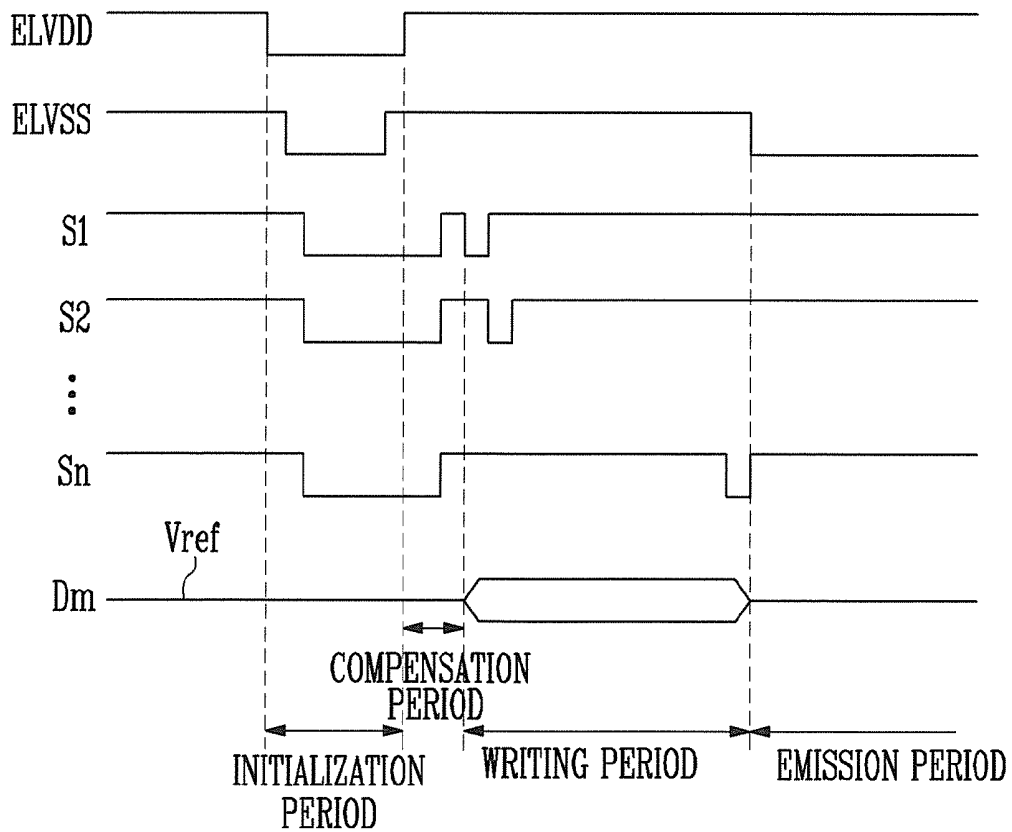 ELVDD
ELVSS
S1
S2
Sn
Vref
Dm
COMPENSATION
PERIOD
INITIALIZATION
PERIOD
WRITING PERIOD
EMISSION PERIOD